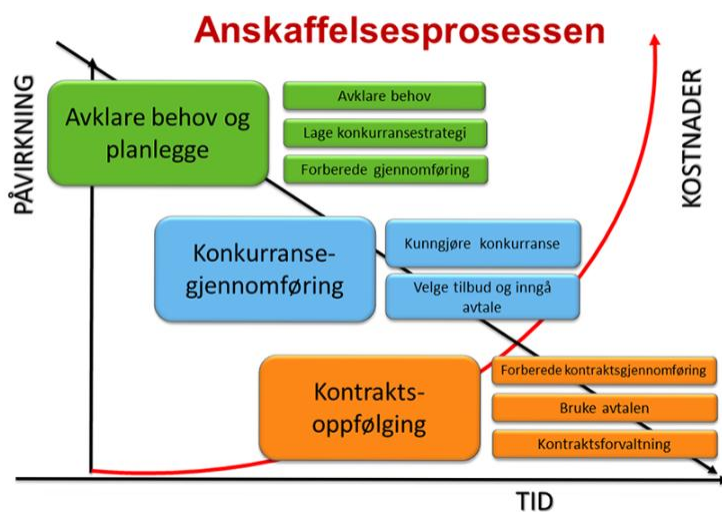 Anskaffelsesprosessen
PÅVIRKNING
KOSTNADER
Avklare behov og
planlegge
Avklare behov
Lage konkurransestrategi
Forberede gjennomføring
Konkurranse-
gjennomføring
Kunngjøre konkurranse
Velge tilbud og inngå
avtale
Kontrakts-
oppfølging
Forberede kontraktsgjennomføring
Bruke avtalen
Kontraktsforvaltning
TID